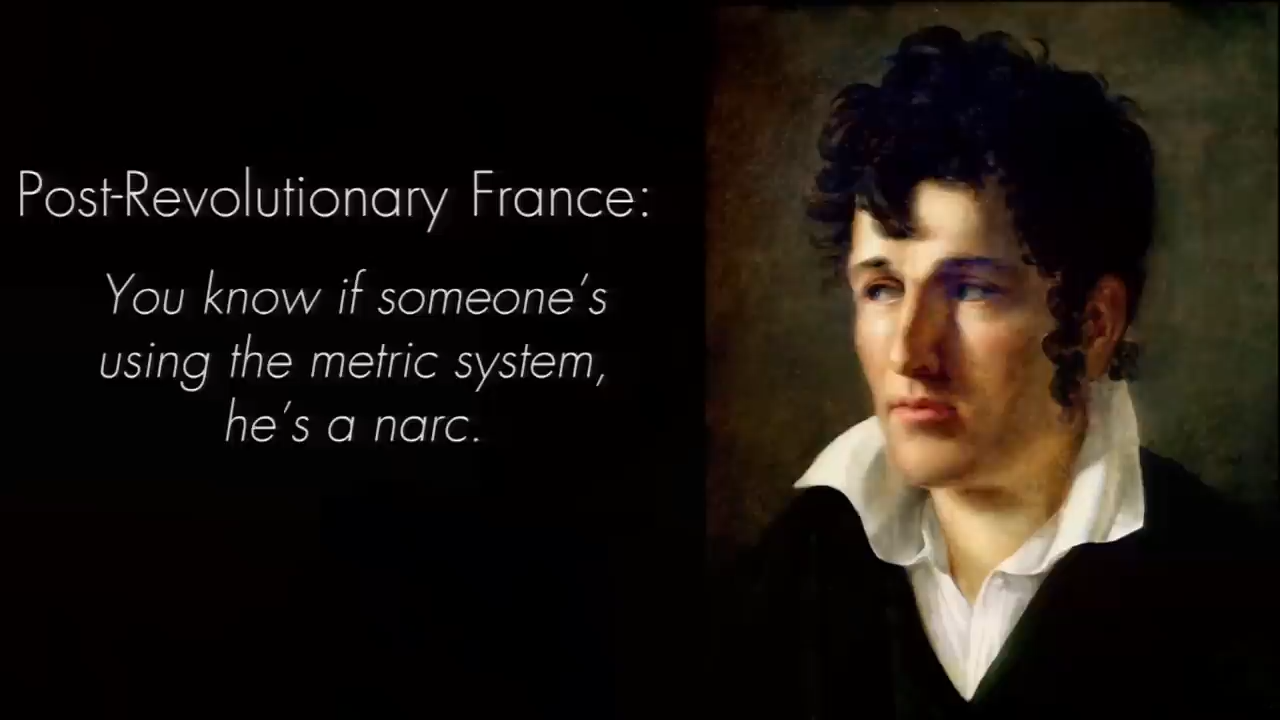 Post-Revolutionary France:
You know if someone's
using the metric system,
he's a narc.